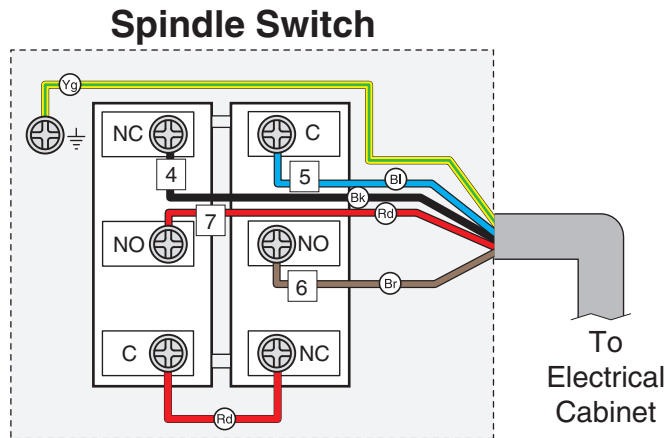 Spindle Switch
Yg
NC
C
4
5
Bl
Bk
7
Rd
NO
NO
6
Br
C
NC
Rd
To
Electrical
Cabinet